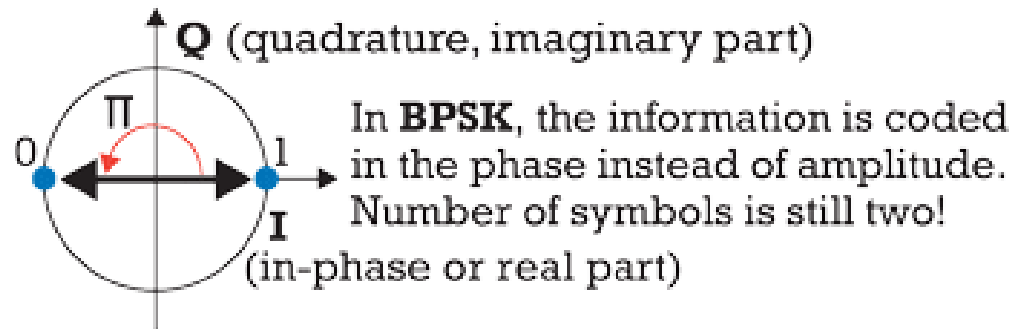 Q (quadrature, imaginary part)
Π
0
1
In BPSK, the information is coded
in the phase instead of amplitude.
Number of symbols is still two!
I
(in-phase or real part)